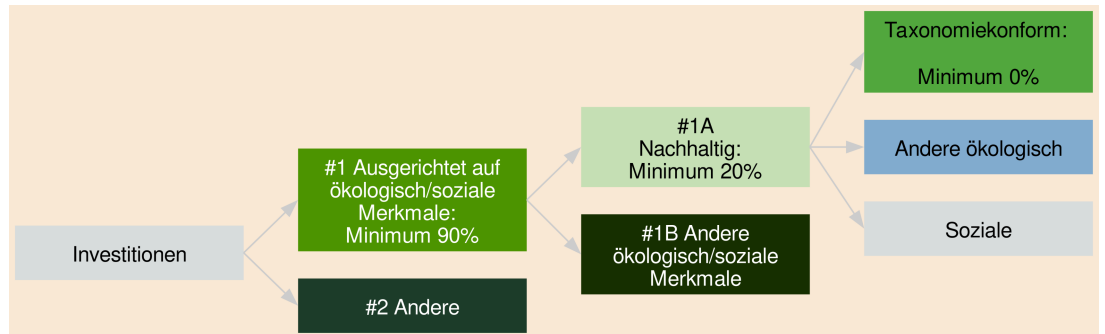 Investitionen
#1 Ausgerichtet auf
ökologisch/soziale
Merkmale:
Minimum 90%
#2 Andere
#1A
Nachhaltig:
Minimum 20%
#1B Andere
ökologisch/soziale
Merkmale
Taxonomiekonform:
Minimum 0%
Andere ökologisch
Soziale